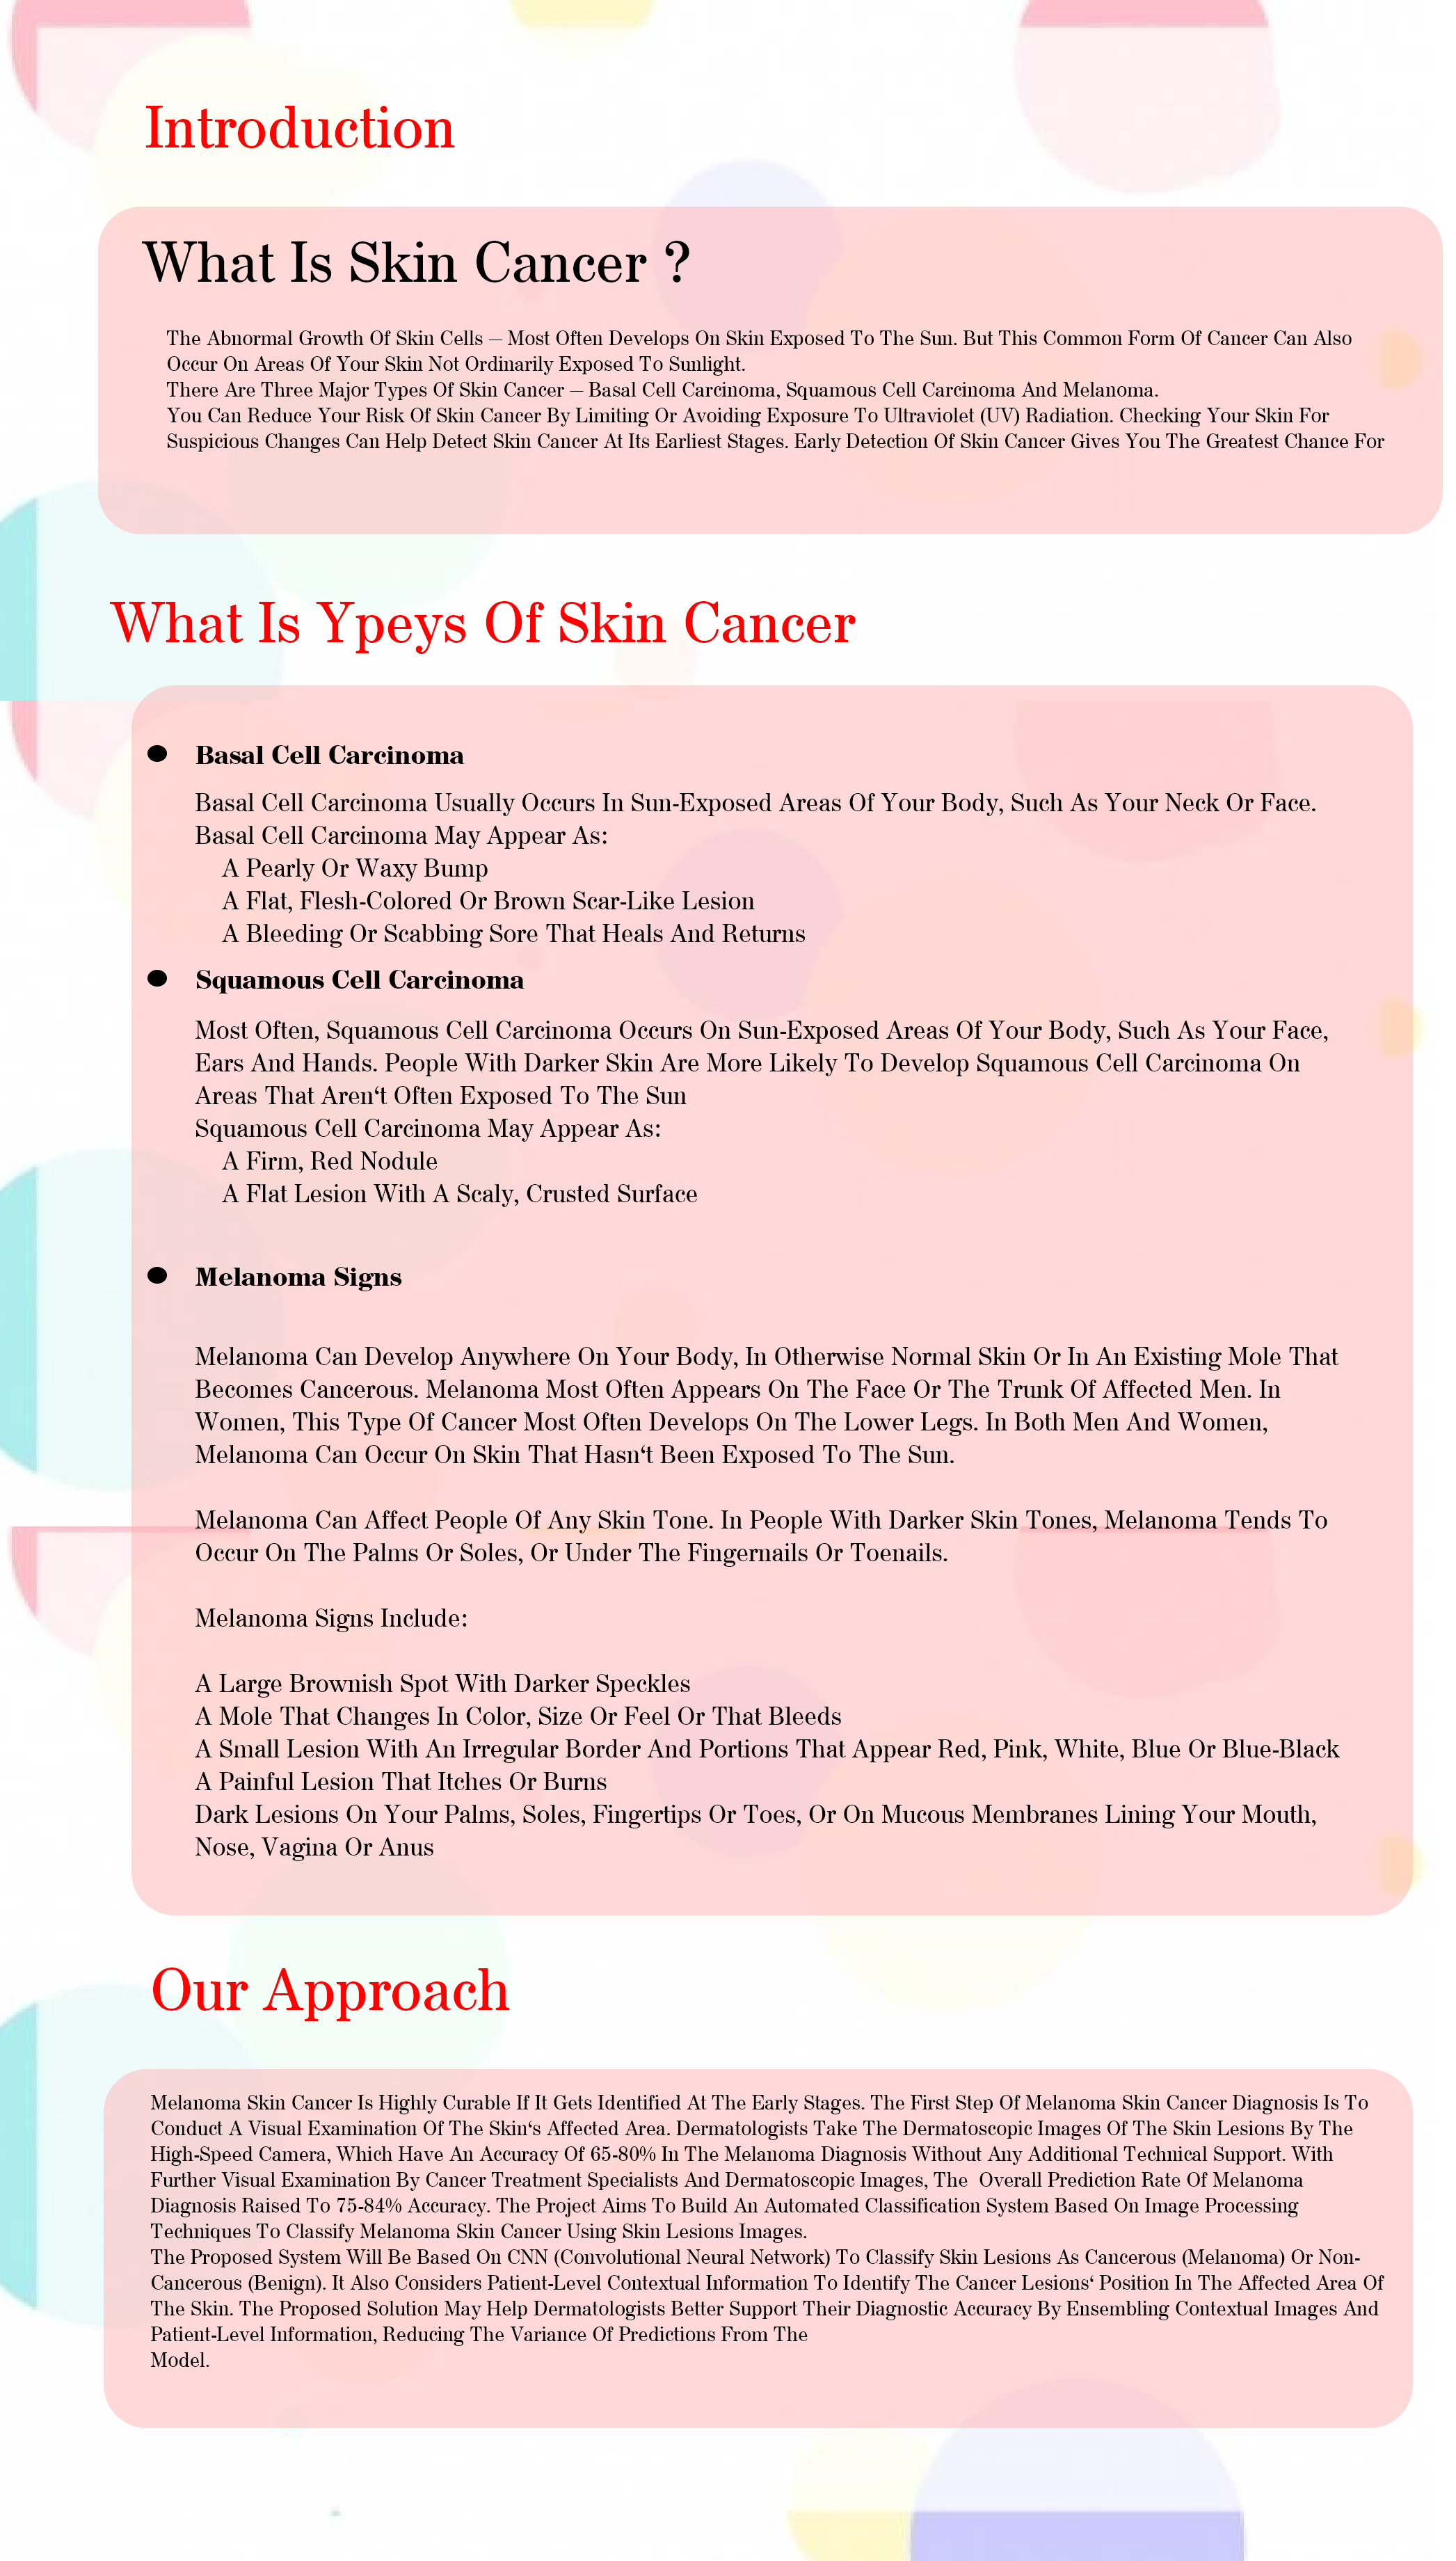 Introduction
What Is Skin Cancer ?
The Abnormal Growth Of Skin Cells — Most Often Develops On Skin Exposed To The Sun. But This Common Form Of Cancer Can Also
Occur On Areas Of Your Skin Not Ordinarily Exposed To Sunlight.
There Are Three Major Types Of Skin Cancer — Basal Cell Carcinoma, Squamous Cell Carcinoma And Melanoma.
You Can Reduce Your Risk Of Skin Cancer By Limiting Or Avoiding Exposure To Ultraviolet (UV) Radiation. Checking Your Skin For
Suspicious Changes Can Help Detect Skin Cancer At Its Earliest Stages. Early Detection Of Skin Cancer Gives You The Greatest Chance For
What Is Ypeys Of Skin Cancer
● Basal Cell Carcinoma
Basal Cell Carcinoma Usually Occurs In Sun-Exposed Areas Of Your Body, Such As Your Neck Or Face.
Basal Cell Carcinoma May Appear As:
A Pearly Or Waxy Bump
A Flat, Flesh-Colored Or Brown Scar-Like Lesion
A Bleeding Or Scabbing Sore That Heals And Returns
● Squamous Cell Carcinoma
Most Often, Squamous Cell Carcinoma Occurs On Sun-Exposed Areas Of Your Body, Such As Your Face,
Ears And Hands. People With Darker Skin Are More Likely To Develop Squamous Cell Carcinoma On
Areas That Aren‘t Often Exposed To The Sun
Squamous Cell Carcinoma May Appear As:
A Firm, Red Nodule
A Flat Lesion With A Scaly, Crusted Surface
● Melanoma Signs
Melanoma Can Develop Anywhere On Your Body, In Otherwise Normal Skin Or In An Existing Mole That
Becomes Cancerous. Melanoma Most Often Appears On The Face Or The Trunk Of Affected Men. In
Women, This Type Of Cancer Most Often Develops On The Lower Legs. In Both Men And Women,
Melanoma Can Occur On Skin That Hasn‘t Been Exposed To The Sun.
Melanoma Can Affect People Of Any Skin Tone. In People With Darker Skin Tones, Melanoma Tends To
Occur On The Palms Or Soles, Or Under The Fingernails Or Toenails.
Melanoma Signs Include:
A Large Brownish Spot With Darker Speckles
A Mole That Changes In Color, Size Or Feel Or That Bleeds
A Small Lesion With An Irregular Border And Portions That Appear Red, Pink, White, Blue Or Blue-Black
A Painful Lesion That Itches Or Burns
Dark Lesions On Your Palms, Soles, Fingertips Or Toes, Or On Mucous Membranes Lining Your Mouth,
Nose, Vagina Or Anus
Our Approach
Melanoma Skin Cancer Is Highly Curable If It Gets Identified At The Early Stages. The First Step Of Melanoma Skin Cancer Diagnosis Is To
Conduct A Visual Examination Of The Skin‘s Affected Area. Dermatologists Take The Dermatoscopic Images Of The Skin Lesions By The
High-Speed Camera, Which Have An Accuracy Of 65-80% In The Melanoma Diagnosis Without Any Additional Technical Support. With
Further Visual Examination By Cancer Treatment Specialists And Dermatoscopic Images, The  Overall Prediction Rate Of Melanoma
Diagnosis Raised To 75-84% Accuracy. The Project Aims To Build An Automated Classification System Based On Image Processing
Techniques To Classify Melanoma Skin Cancer Using Skin Lesions Images.
The Proposed System Will Be Based On CNN (Convolutional Neural Network) To Classify Skin Lesions As Cancerous (Melanoma) Or Non-
Cancerous (Benign). It Also Considers Patient-Level Contextual Information To Identify The Cancer Lesions‘ Position In The Affected Area Of
The Skin. The Proposed Solution May Help Dermatologists Better Support Their Diagnostic Accuracy By Ensembling Contextual Images And
Patient-Level Information, Reducing The Variance Of Predictions From The
Model.